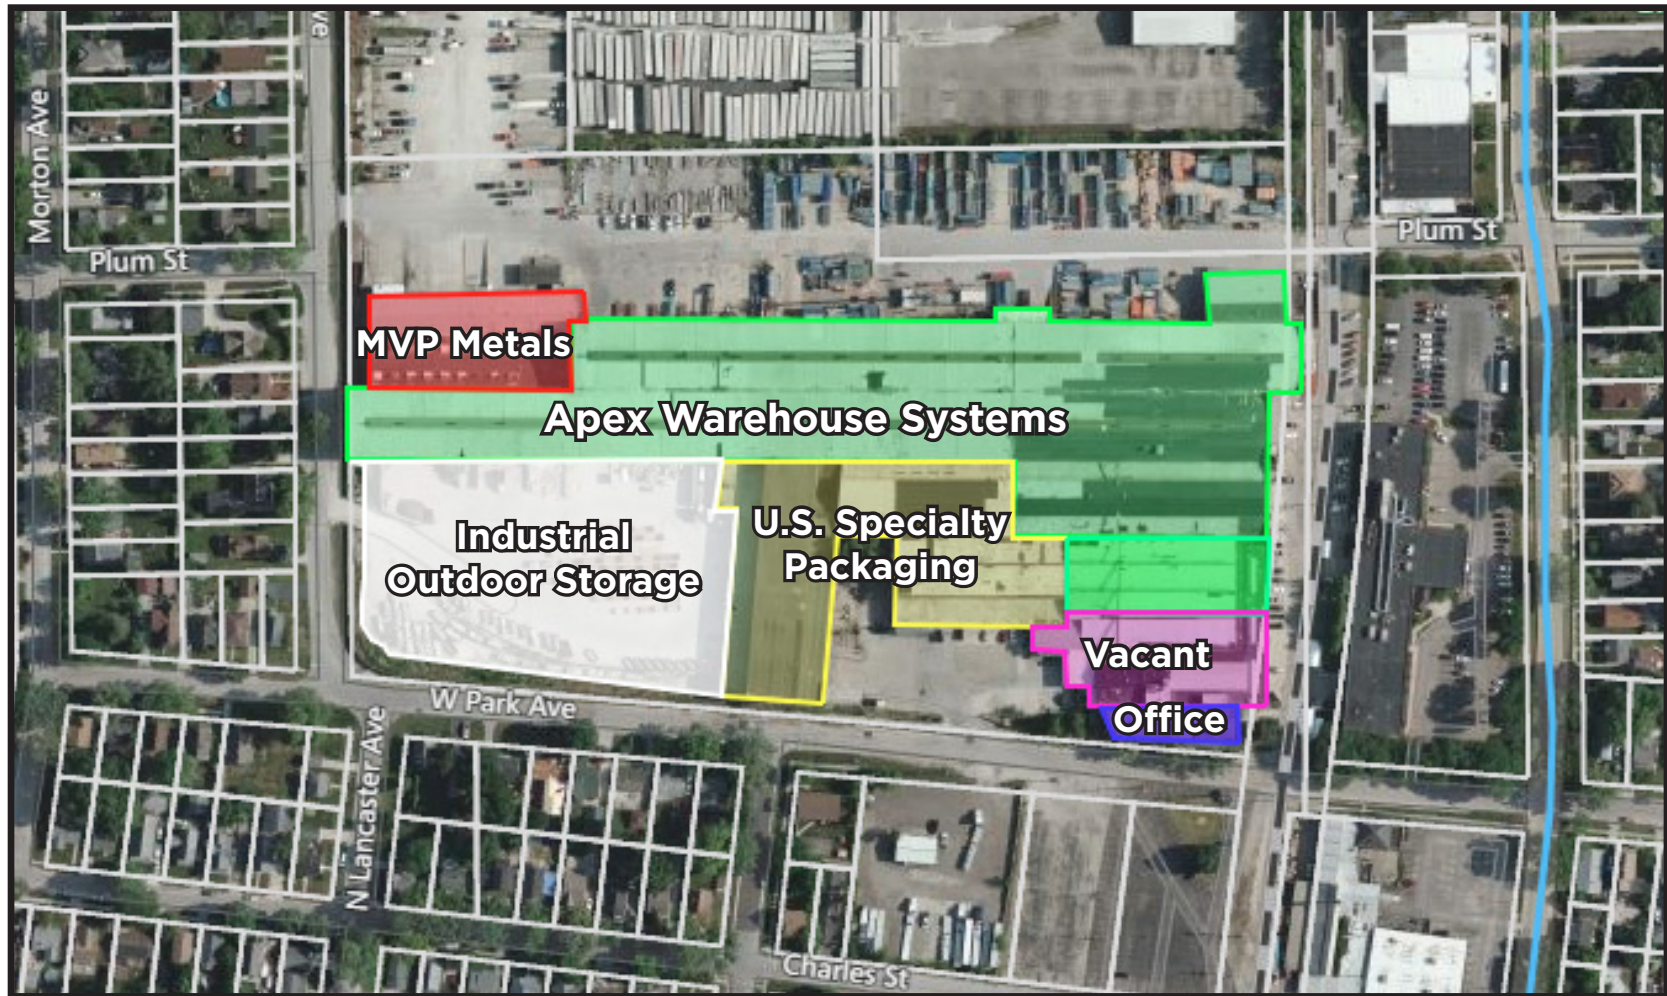 Morton Ave
Plum St
Plum St
MVP Metals
Apex Warehouse Systems
Industrial
Outdoor Storage
U.S. Specialty
Packaging
Vacant
Office
W Park Ave
N Lancaster Ave
Charles St